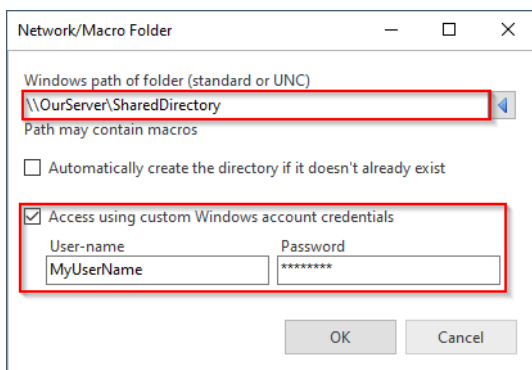 Network/Macro Folder
Windows path of folder (standard or UNC)
\\OurServer\SharedDirectory
Path may contain macros
Automatically create the directory if it doesn't already exist
Access using custom Windows account credentials
User-name Password
MyUserName ********
OK Cancel